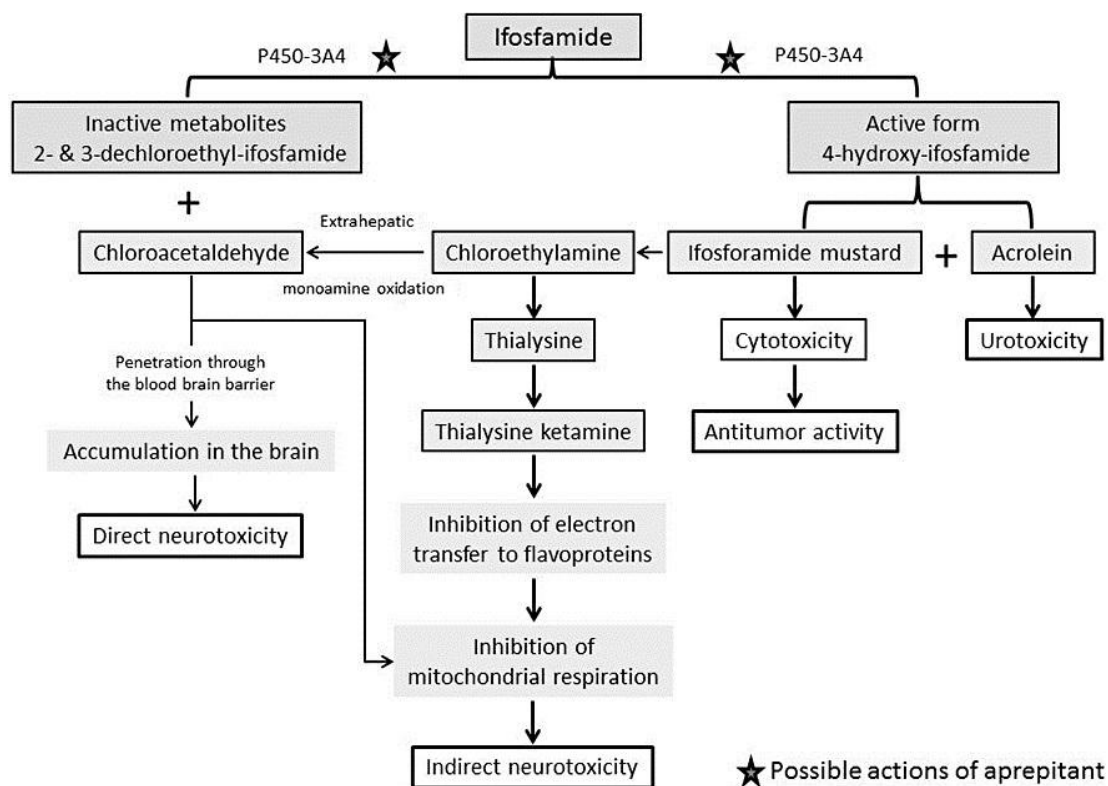 Ifosfamide
P450-3A4
P450-3A4
Inactive metabolites
2- & 3-dechloroethyl-ifosfamide
Active form
4-hydroxy-ifosfamide
+
Extrahepatic
Chloroacetaldehyde
Chloroethylamine
Ifosforamide mustard
+
Acrolein
monoamine oxidation
Thialysine
Cytotoxicity
Urotoxicity
Penetration through
the blood brain barrier
Thialysine ketamine
Antitumor activity
Accumulation in the brain
Direct neurotoxicity
Inhibition of electron
transfer to flavoproteins
Inhibition of
mitochondrial respiration
Indirect neurotoxicity
Possible actions of aprepitant